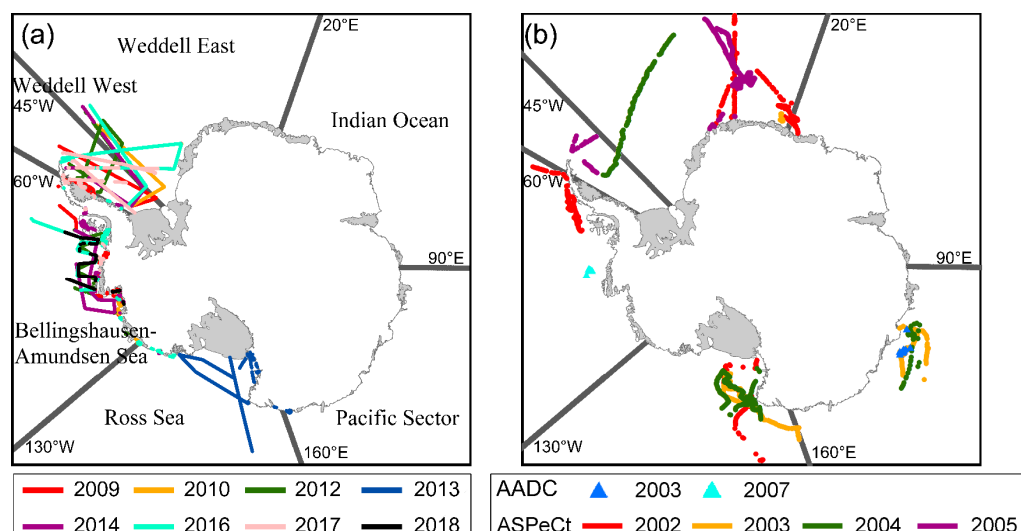 (a)
Weddell East
20°E
Weddell West
45°W
Indian Ocean
60°W
90°E
Bellingshausen-
Amundsen Sea
Ross Sea
Pacific Sector
130°W
160°E
2009 2010 2012 2013
2014 2016 2017 2018
(b)
20°E
45°W
60°W
90°E
130°W
160°E
AADC 2003 2007
ASPeCt 2002 2003 2004 2005